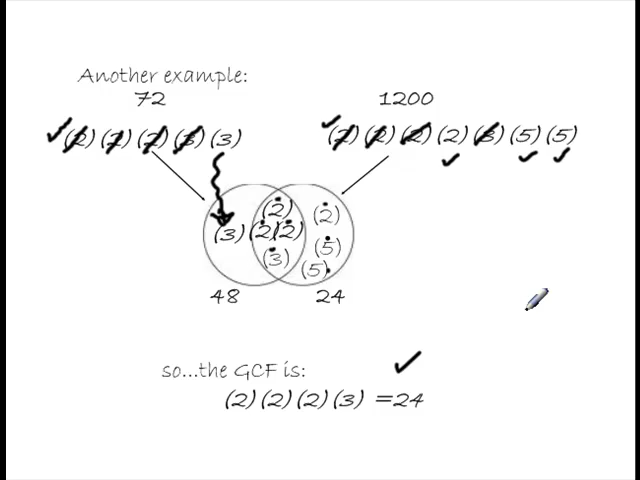 Another example:
72 1200
(2) (2) (2) (3) (3) (2) (2) (2) (2) (3) (5) (5)
(2) (2)
(3) (2)(2)
(3) (5)
(5)
48 24
so...the GCF is:
(2) (2) (2) (3) =24